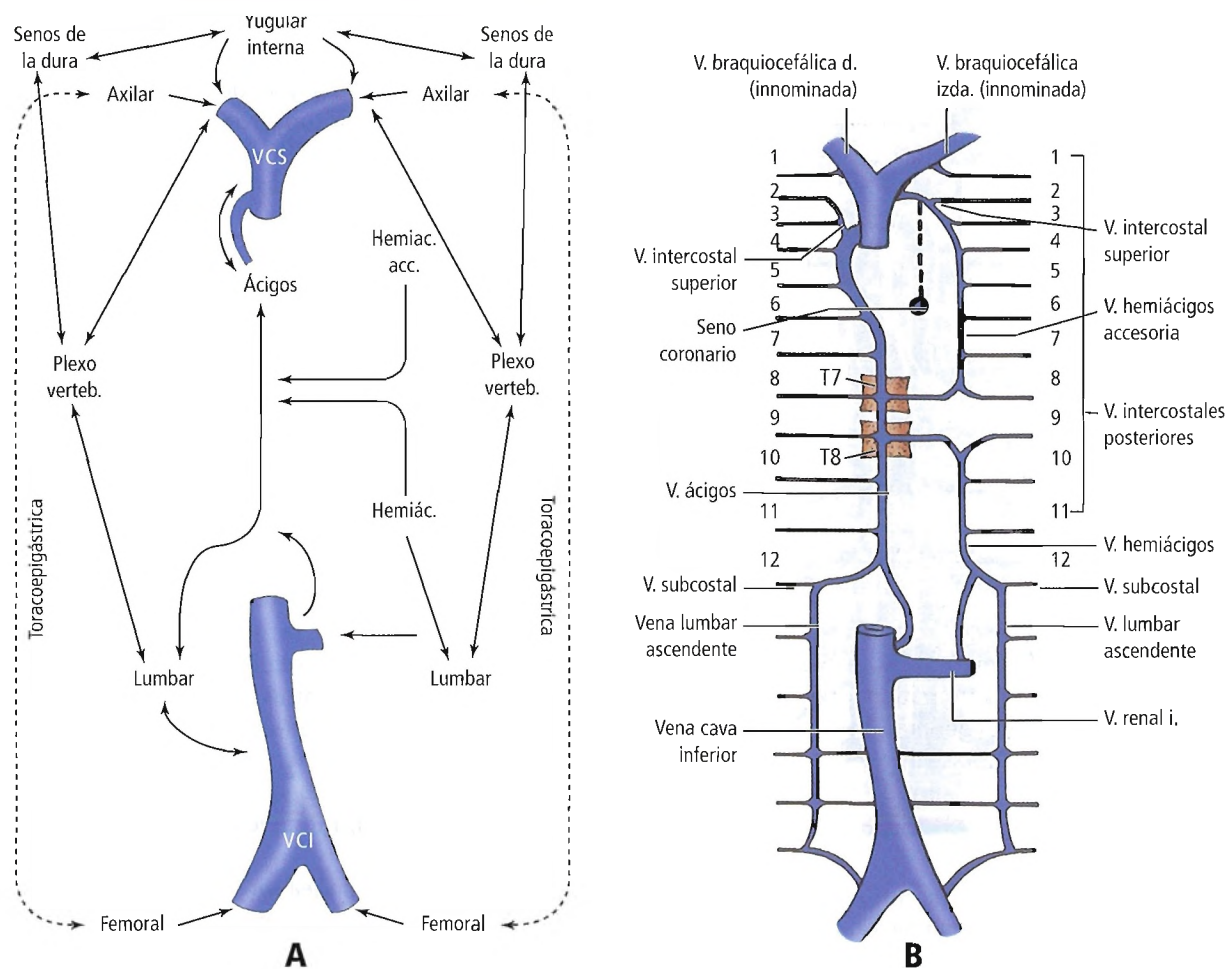 Yugular
interna
Senos de
la dura
Senos de
la dura
Axilar
Axilar
VCS
Hemiac.
acc.
Ácigos
Plexo
verteb.
Plexo
verteb.
Toracoepigástrica
Toracoepigástrica
Hemiác.
Lumbar
Lumbar
VCI
Femoral
Femoral
A
V. braquiocefálica d.
(innominada)
V. braquiocefálica
izda. (innominada)
1
2
3
4
5
6
7
8
9
10
11
12
1
2
3
4
5
6
7
8
9
10
11
12
V. intercostal
superior
Seno
coronario
T7
T8
V. ácigos
V. subcostal
Vena lumbar
ascendente
Vena cava
inferior
V. intercostal
superior
V. hemiácigos
accesoria
V. intercostales
posteriores
V. hemiácigos
V. subcostal
V. lumbar
ascendente
V. renal i.
B